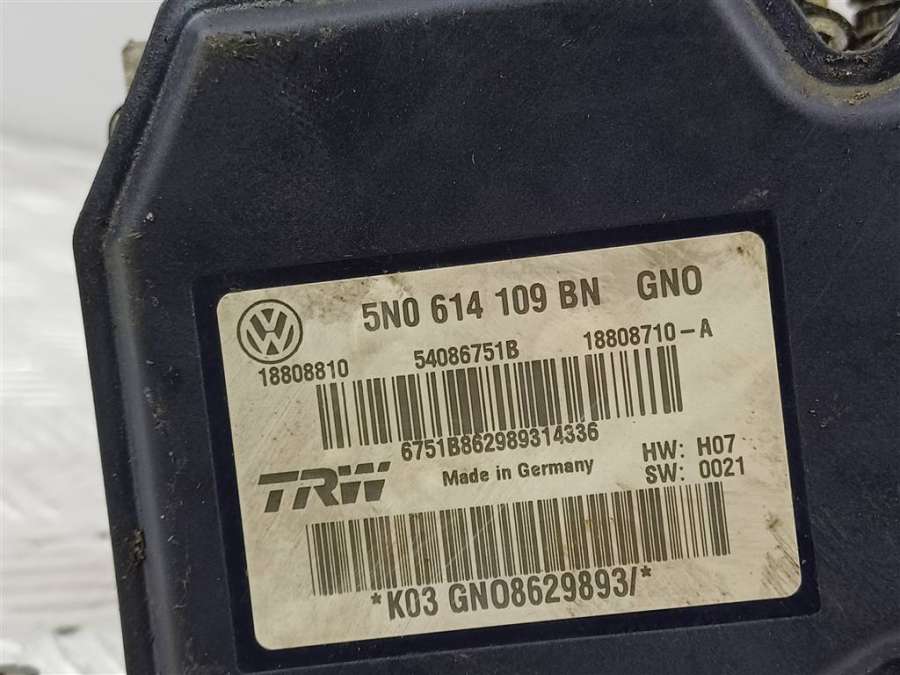 5N0 614 109 BN GNO
18808810 54086751B 18808710-A
6751B862989314336
TRW Made in Germany HW: H07
SW: 0021
*K03 GNO8629893/*